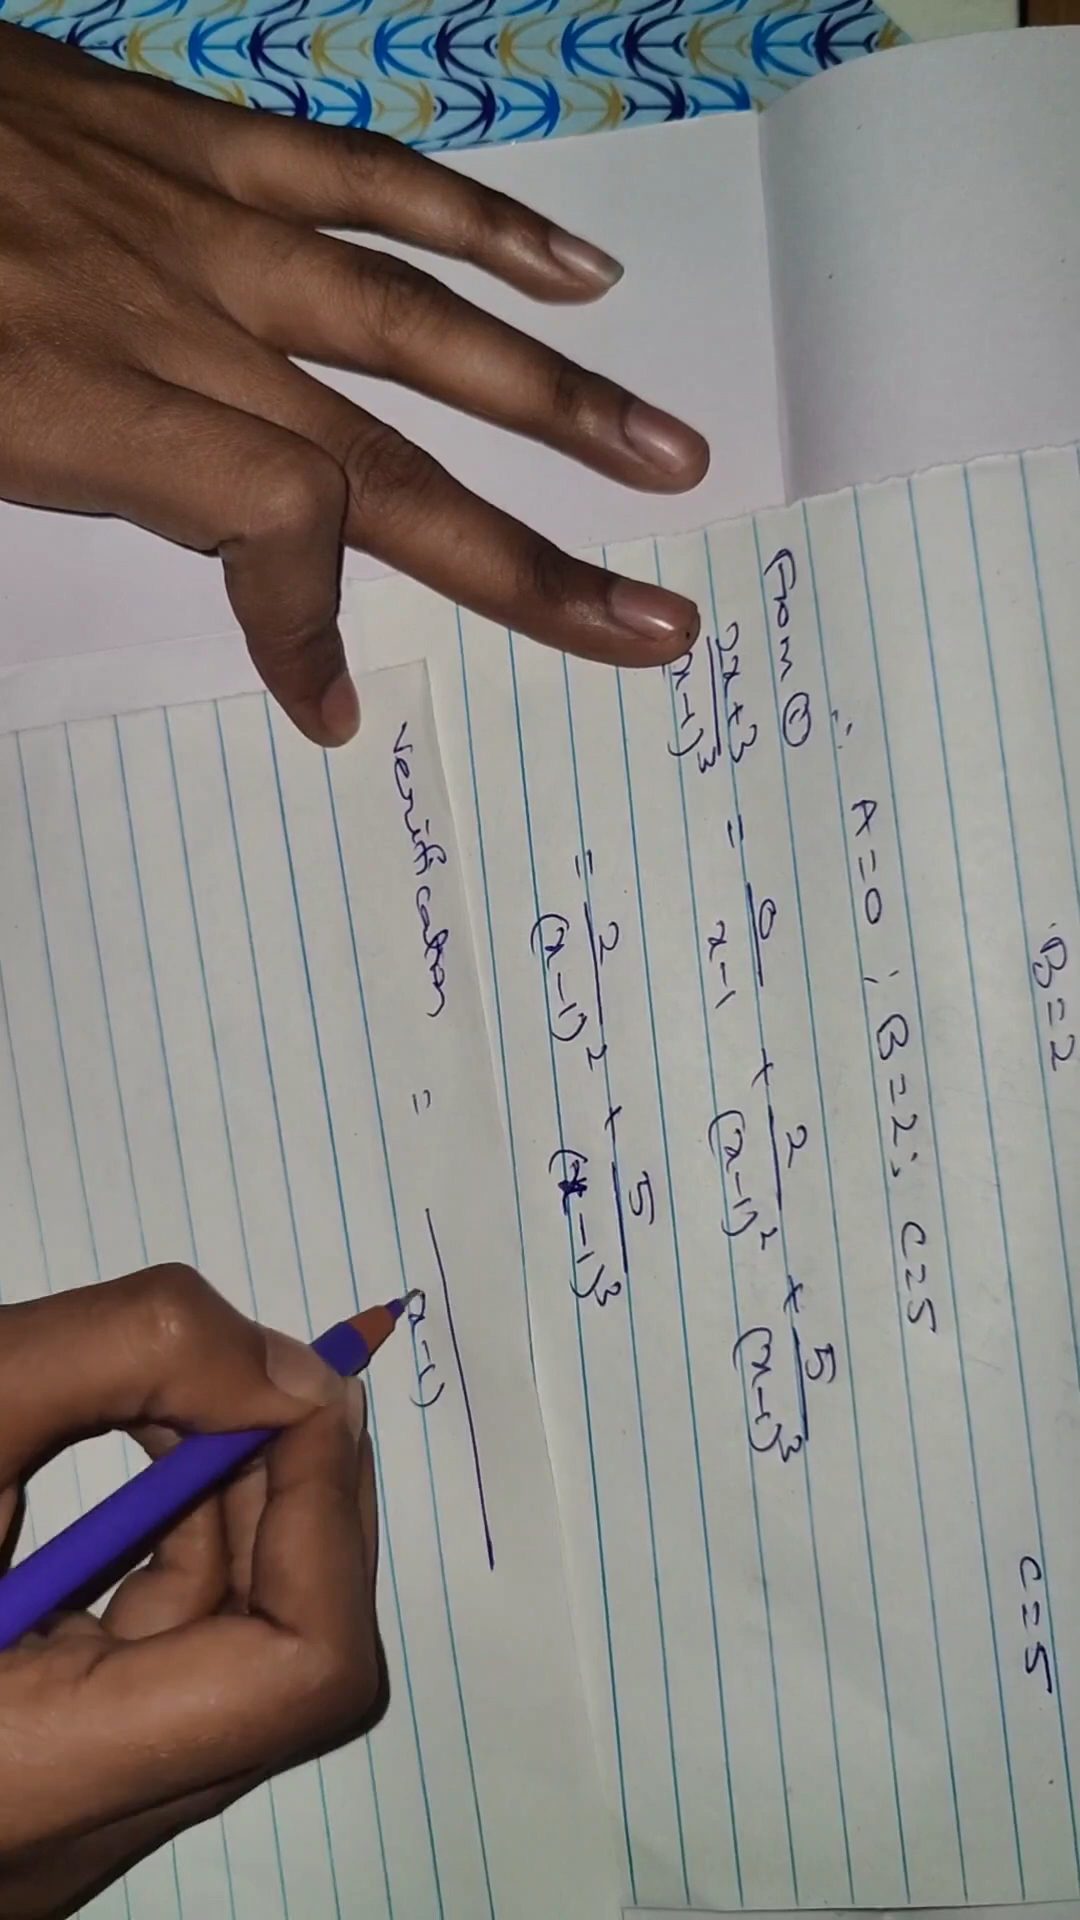 B=2 C=5
∴ A=0 ; B=2 ; C=5
From ①
2x+3/(x-1)³ = 0/x-1 + 2/(x-1)² + 5/(x-1)³
= 2/(x-1)² + 5/(x-1)³
Verification =
x-1)